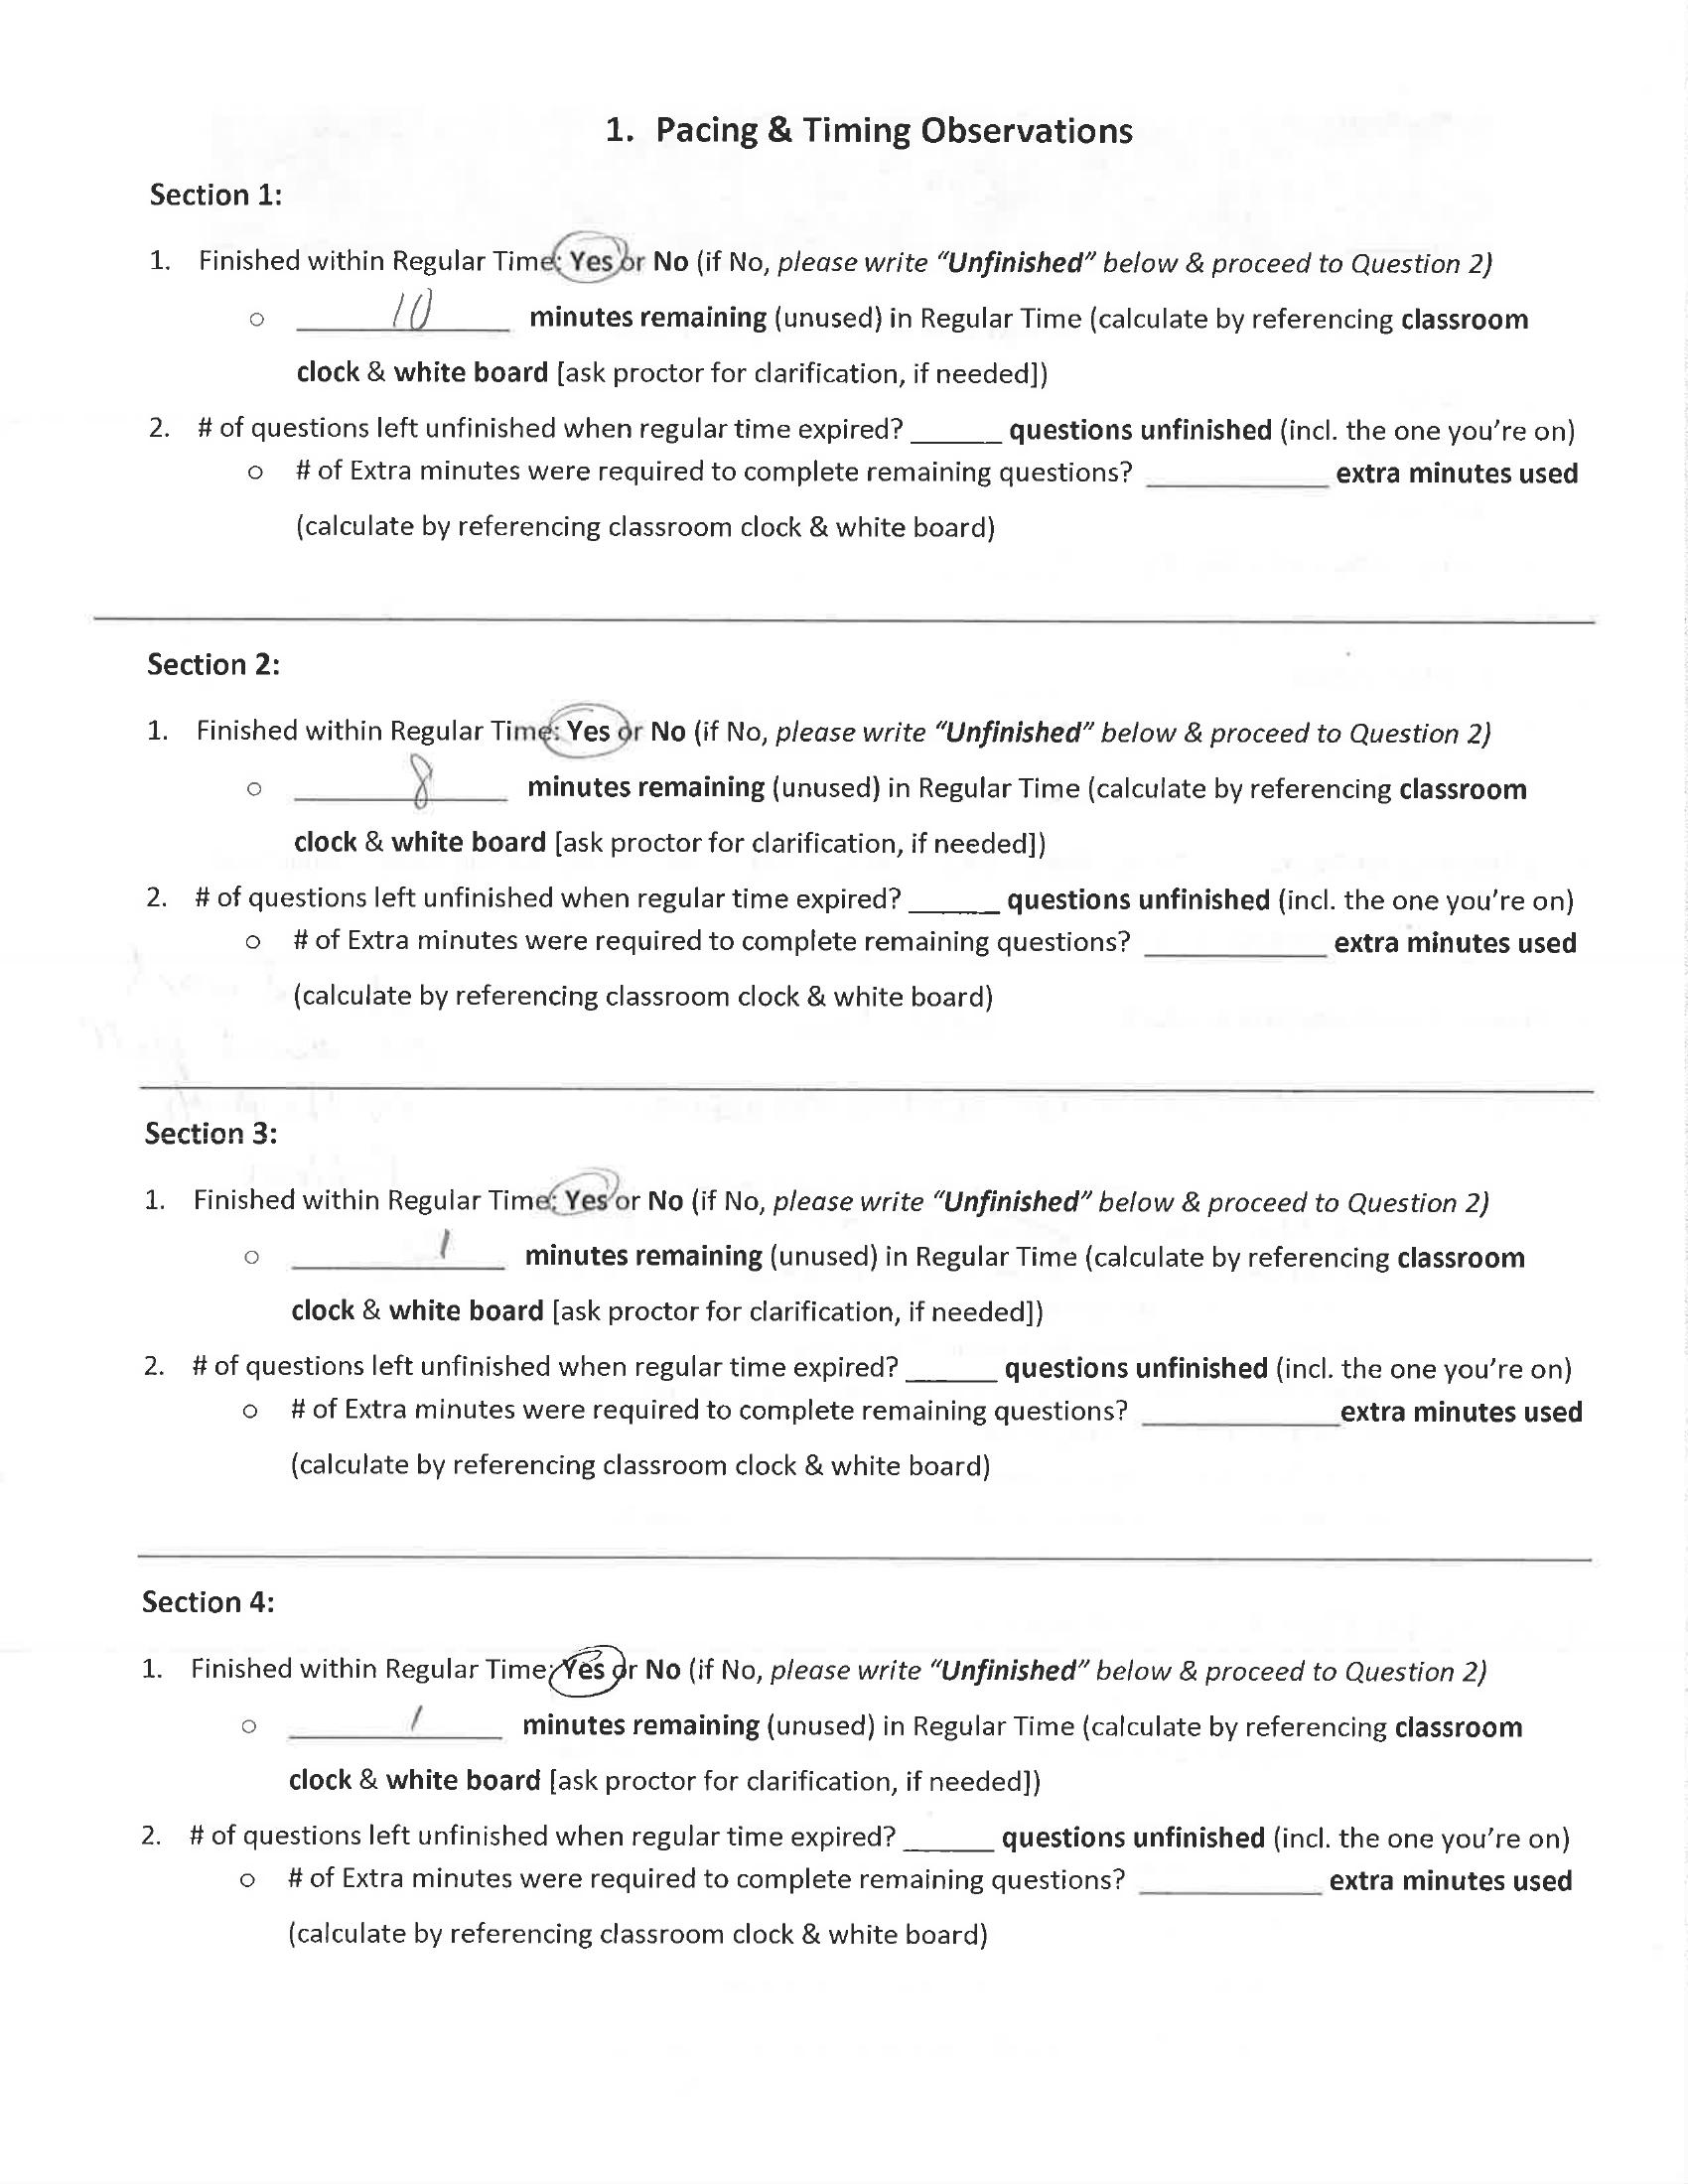 1. Pacing & Timing Observations
Section 1:
1. Finished within Regular Time: Yes or No (if No, please write “Unfinished” below & proceed to Question 2)
o 10 minutes remaining (unused) in Regular Time (calculate by referencing classroom
clock & white board [ask proctor for clarification, if needed])
2. # of questions left unfinished when regular time expired? ______ questions unfinished (incl. the one you’re on)
o # of Extra minutes were required to complete remaining questions? ____________ extra minutes used
(calculate by referencing classroom clock & white board)
Section 2:
1. Finished within Regular Time: Yes or No (if No, please write “Unfinished” below & proceed to Question 2)
o 8 minutes remaining (unused) in Regular Time (calculate by referencing classroom
clock & white board [ask proctor for clarification, if needed])
2. # of questions left unfinished when regular time expired? ______ questions unfinished (incl. the one you’re on)
o # of Extra minutes were required to complete remaining questions? ____________ extra minutes used
(calculate by referencing classroom clock & white board)
Section 3:
1. Finished within Regular Time: Yes or No (if No, please write “Unfinished” below & proceed to Question 2)
o 1 minutes remaining (unused) in Regular Time (calculate by referencing classroom
clock & white board [ask proctor for clarification, if needed])
2. # of questions left unfinished when regular time expired? ______ questions unfinished (incl. the one you’re on)
o # of Extra minutes were required to complete remaining questions? _____________extra minutes used
(calculate by referencing classroom clock & white board)
Section 4:
1. Finished within Regular Time: Yes or No (if No, please write “Unfinished” below & proceed to Question 2)
o 1 minutes remaining (unused) in Regular Time (calculate by referencing classroom
clock & white board [ask proctor for clarification, if needed])
2. # of questions left unfinished when regular time expired? ______ questions unfinished (incl. the one you’re on)
o # of Extra minutes were required to complete remaining questions? ____________ extra minutes used
(calculate by referencing classroom clock & white board)